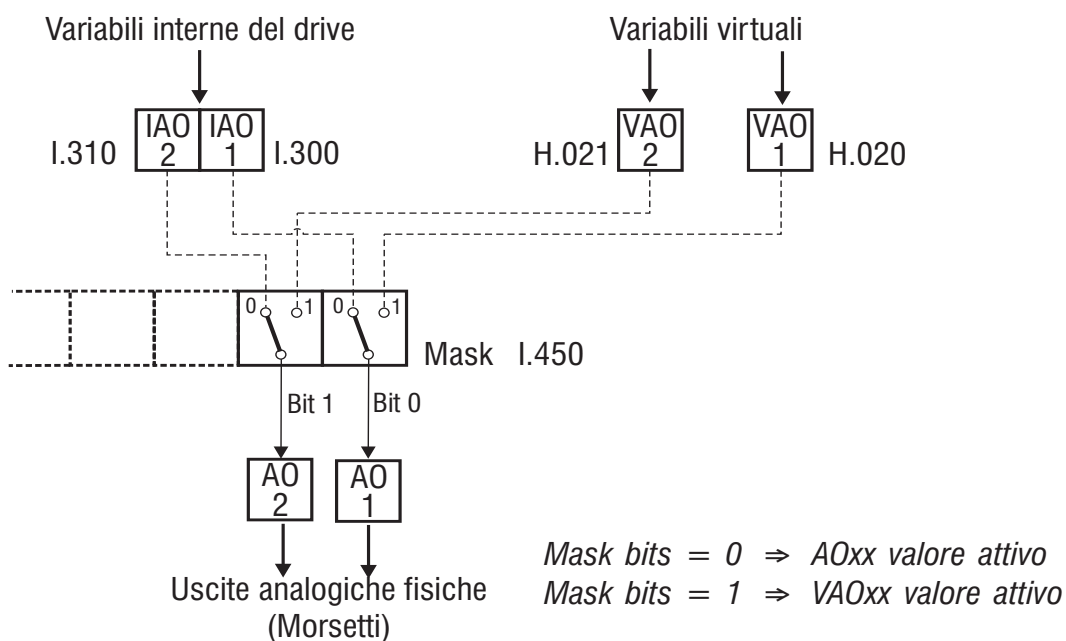 Variabili interne del drive
Variabili virtuali
IAO 2
IAO 1
I.310
I.300
VAO 2
H.021
VAO 1
H.020
0 1
0 1
Mask I.450
Bit 1
Bit 0
AO 2
AO 1
Uscite analogiche fisiche
(Morsetti)
Mask bits = 0 ⇒ AOxx valore attivo
Mask bits = 1 ⇒ VAOxx valore attivo